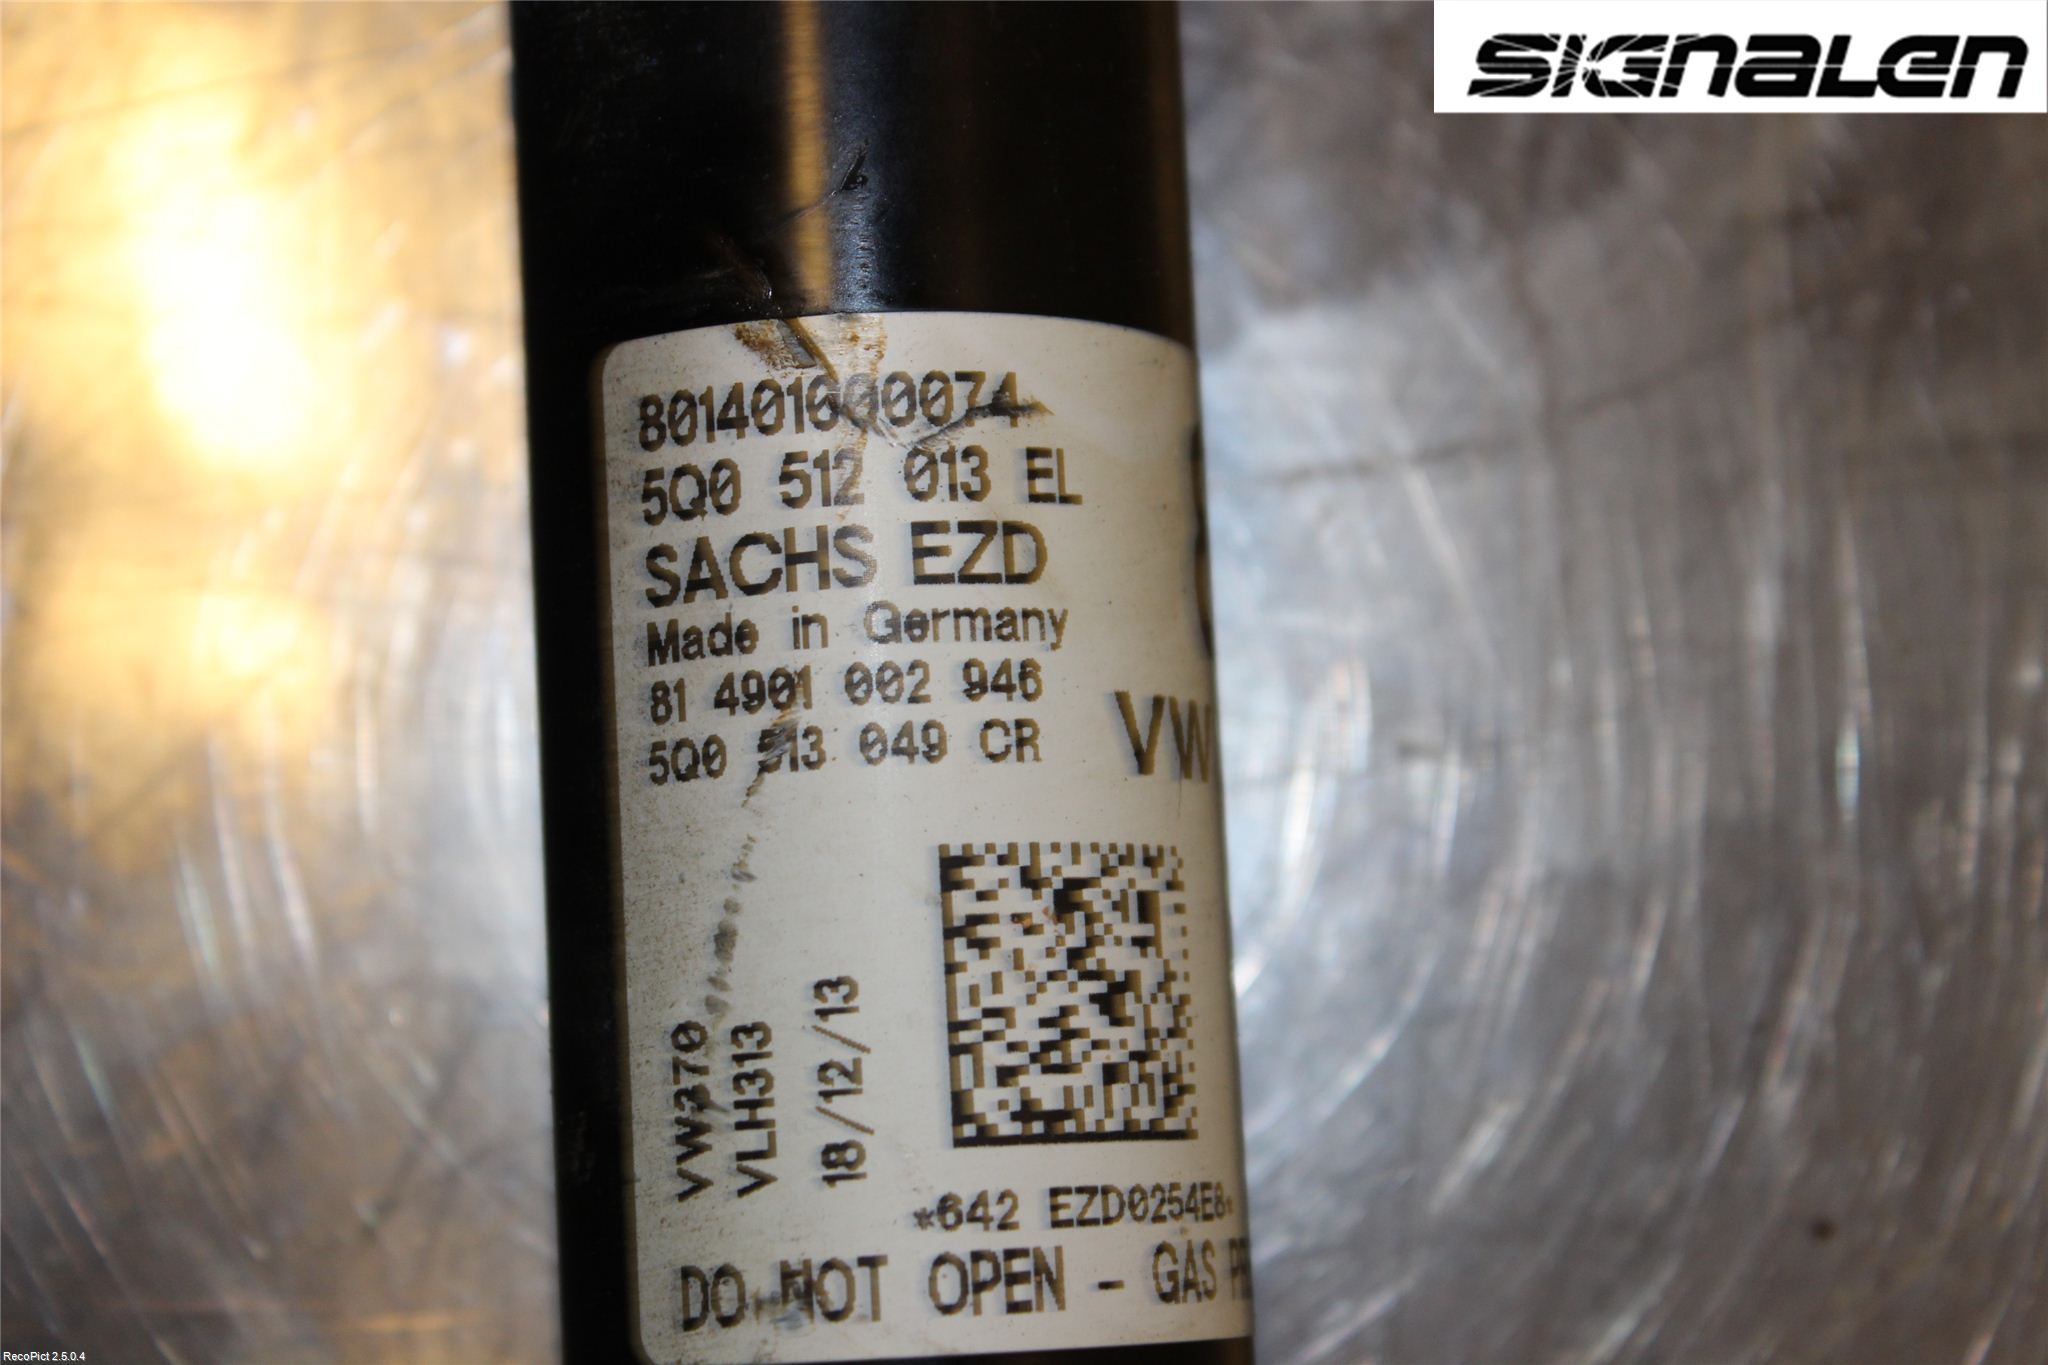 SIGNALEN
801401000074
5Q0 512 013 EL
SACHS EZD
Made in Germany
81 4901 002 946
5Q0 513 049 CR
VW
VW370
VLH313
18/12/13
*642 EZD0254E8*
DO NOT OPEN - GAS
RecoPict 2.5.0.4